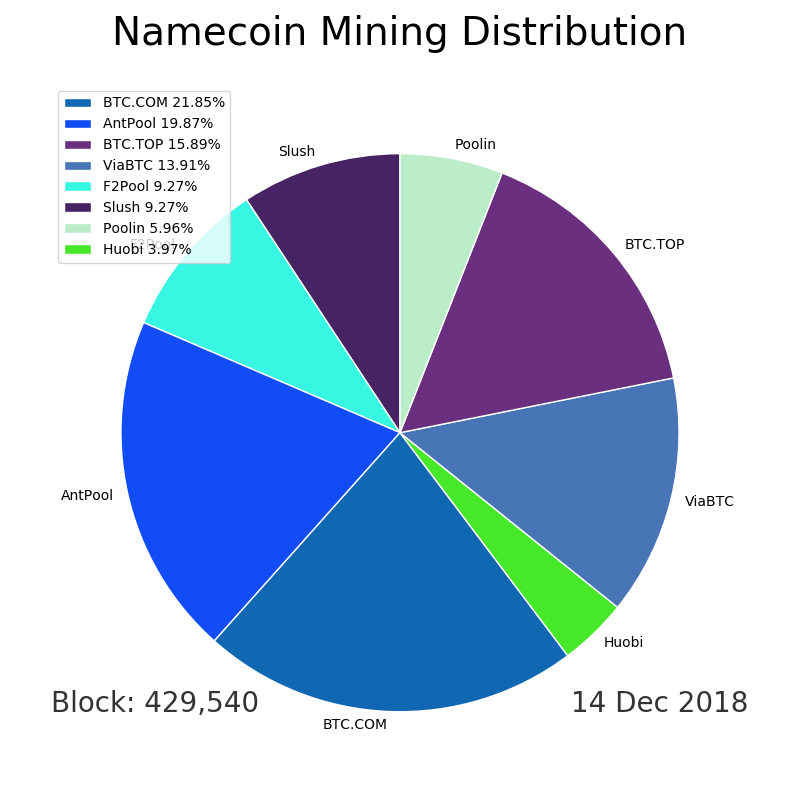 Namecoin Mining Distribution
BTC.COM 21.85%
AntPool 19.87%
BTC.TOP 15.89%
ViaBTC 13.91%
F2Pool 9.27%
Slush 9.27%
Poolin 5.96%
Huobi 3.97%
Slush
Poolin
F2Pool
BTC.TOP
AntPool
ViaBTC
Huobi
BTC.COM
Block: 429,540
14 Dec 2018